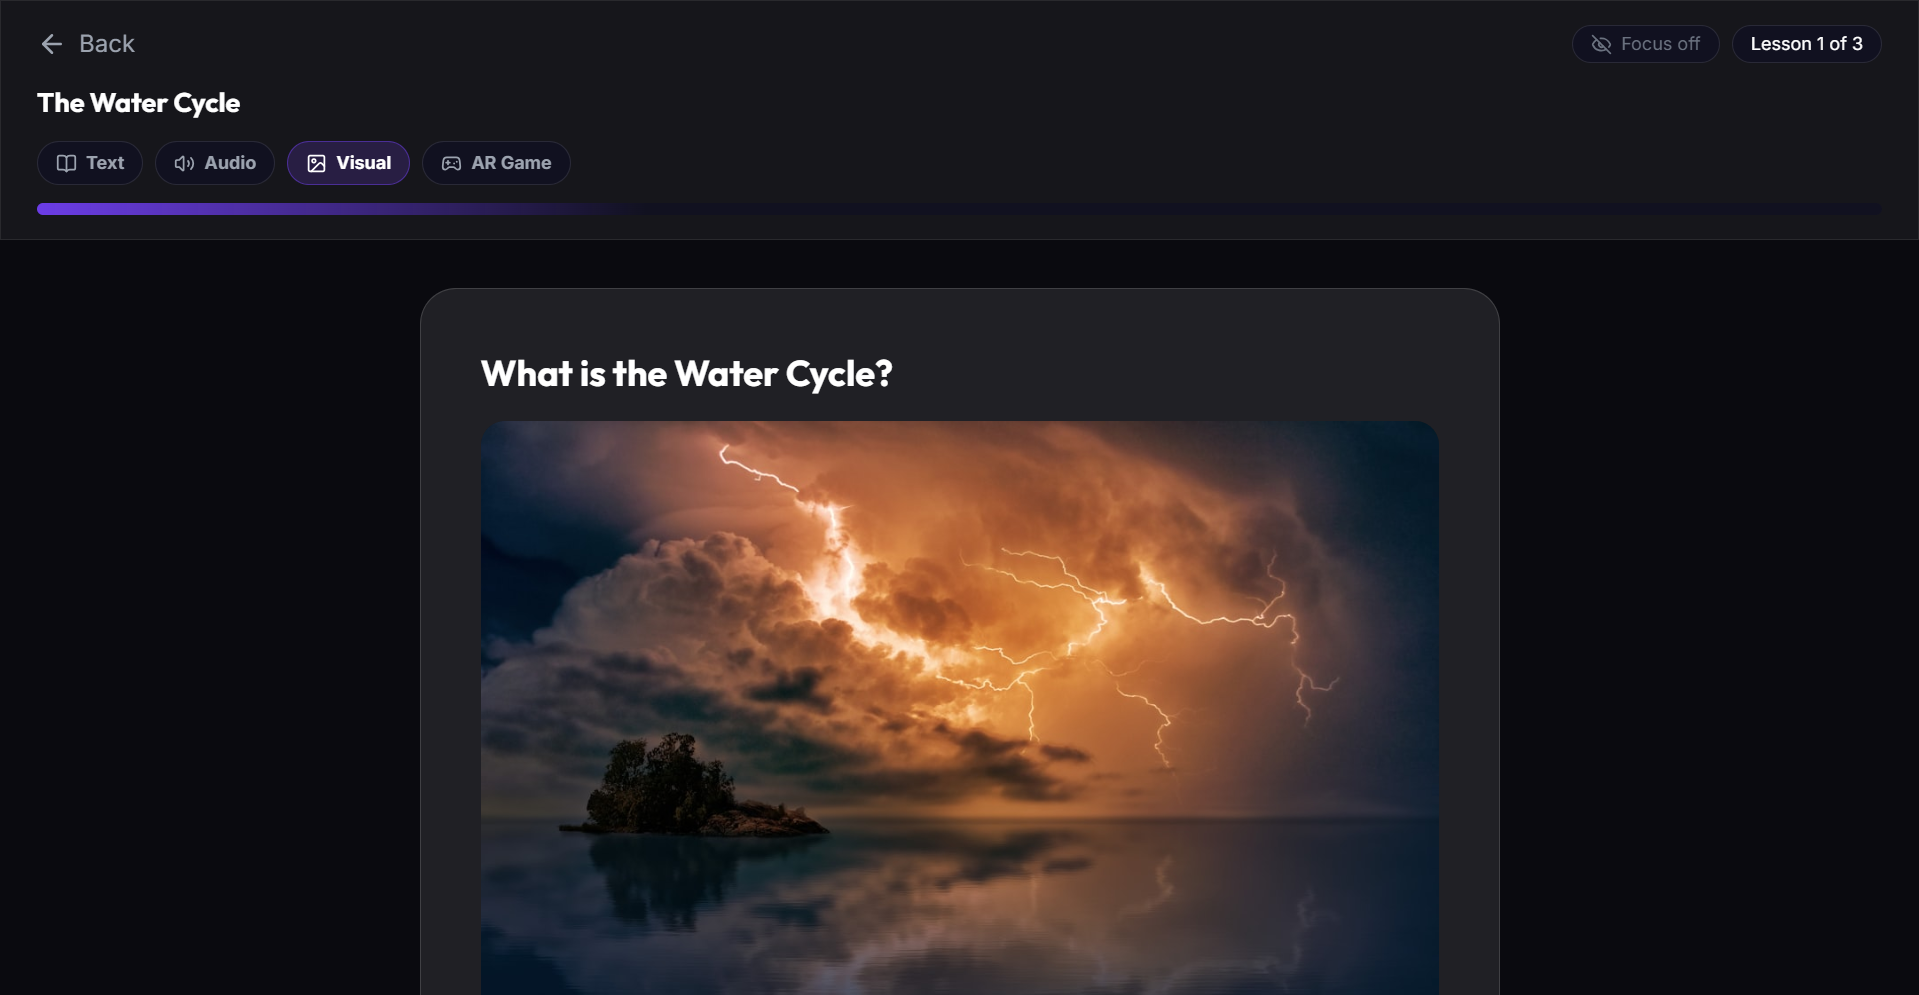 Back
Focus off
Lesson 1 of 3
The Water Cycle
Text
Audio
Visual
AR Game
What is the Water Cycle?